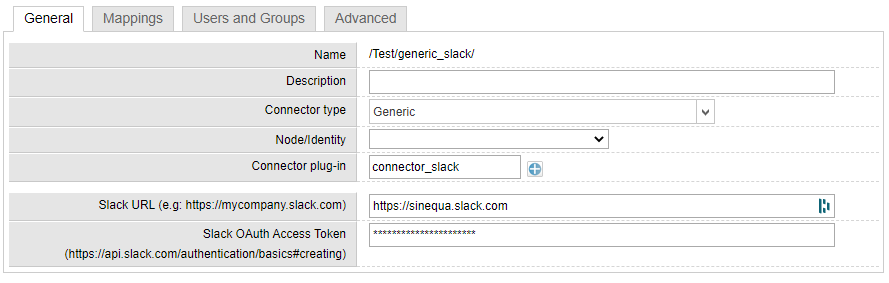 General Mappings Users and Groups Advanced
Name /Test/generic_slack/
Description
Connector type Generic
Node/Identity
Connector plug-in connector_slack
Slack URL (e.g: https://mycompany.slack.com) https://sinequa.slack.com
Slack OAuth Access Token **********************
(https://api.slack.com/authentication/basics#creating)